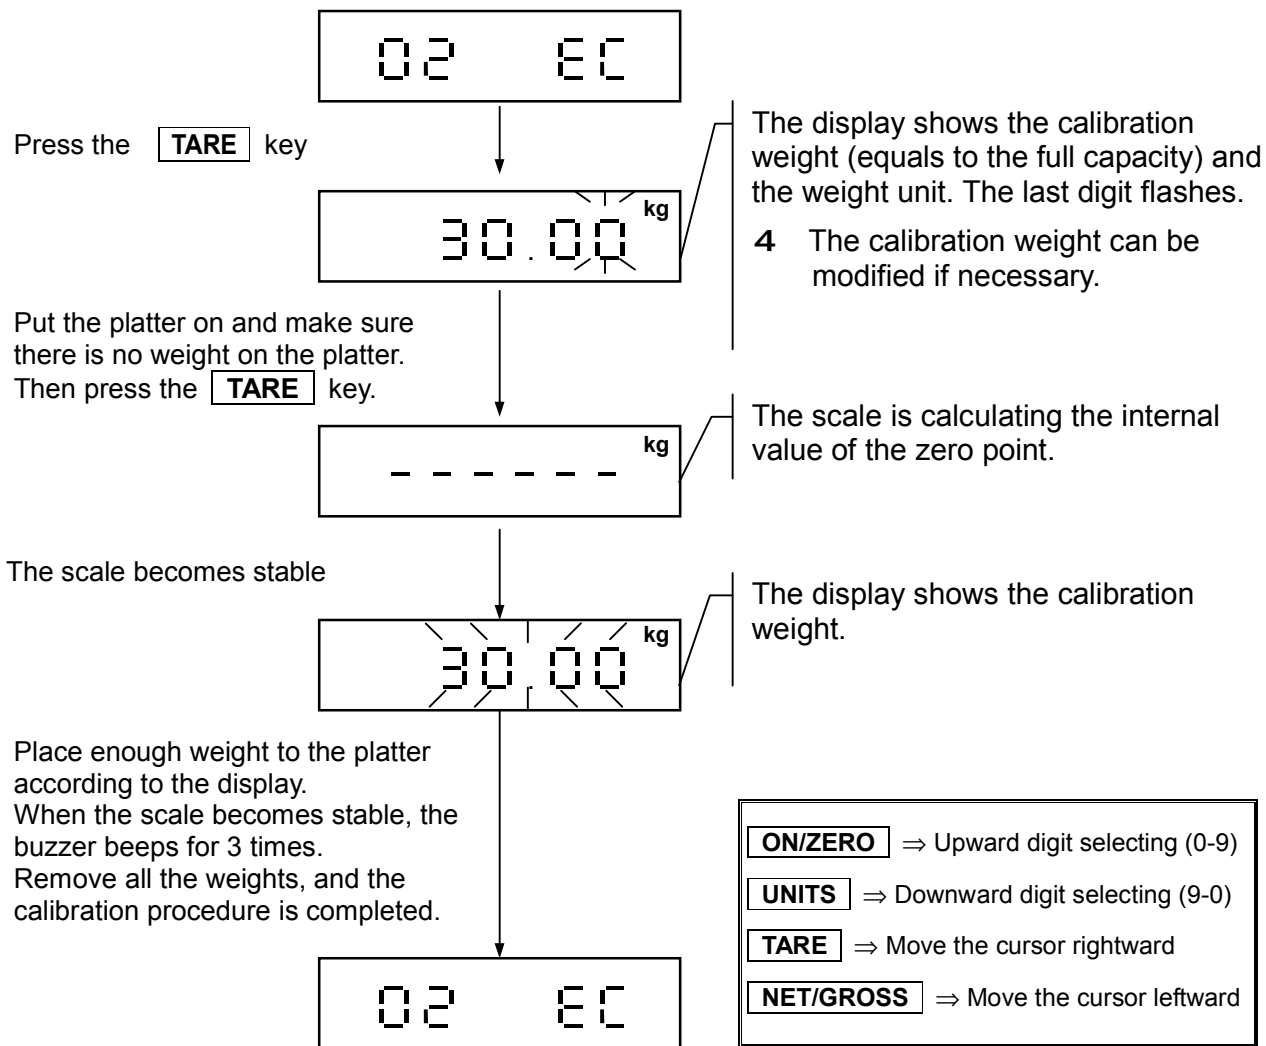 02 EC
Press the TARE key
The display shows the calibration
weight (equals to the full capacity) and
the weight unit. The last digit flashes.
4 The calibration weight can be
modified if necessary.
30.00 kg
Put the platter on and make sure
there is no weight on the platter.
Then press the TARE key.
The scale is calculating the internal
value of the zero point.
- - - - - - kg
The scale becomes stable
The display shows the calibration
weight.
30.00 kg
Place enough weight to the platter
according to the display.
When the scale becomes stable, the
buzzer beeps for 3 times.
Remove all the weights, and the
calibration procedure is completed.
ON/ZERO ⇒ Upward digit selecting (0-9)
UNITS ⇒ Downward digit selecting (9-0)
TARE ⇒ Move the cursor rightward
NET/GROSS ⇒ Move the cursor leftward
02 EC